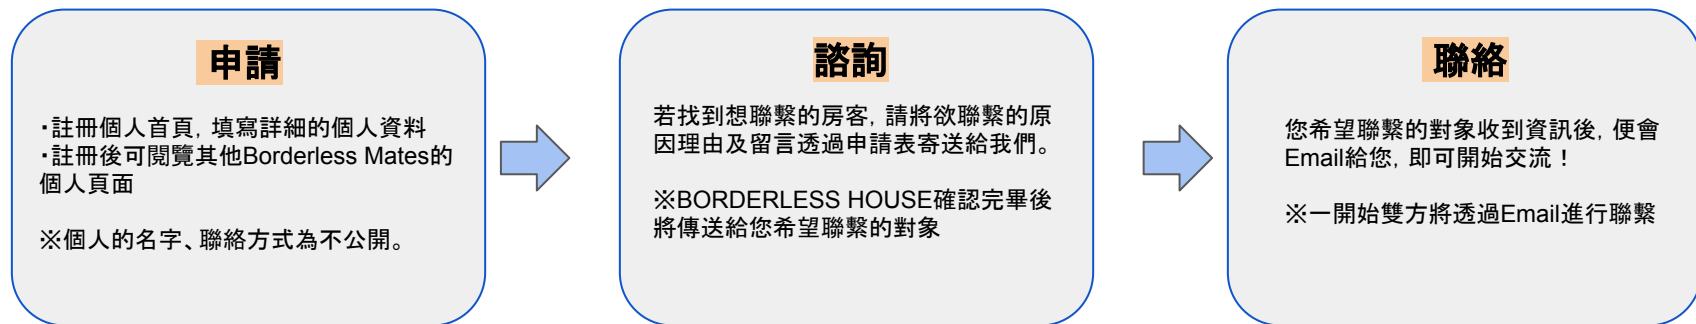 申請
・註冊個人首頁，填寫詳細的個人資料
・註冊後可閱覽其他Borderless Mates的
個人頁面
※個人的名字、聯絡方式為不公開。
諮詢
若找到想聯繫的房客，請將欲聯繫的原
因理由及留言透過申請表寄送給我們。
※BORDERLESS HOUSE確認完畢後
將傳送給您希望聯繫的對象
聯絡
您希望聯繫的對象收到資訊後，便會
Email給您，即可開始交流！
※一開始雙方將透過Email進行聯繫